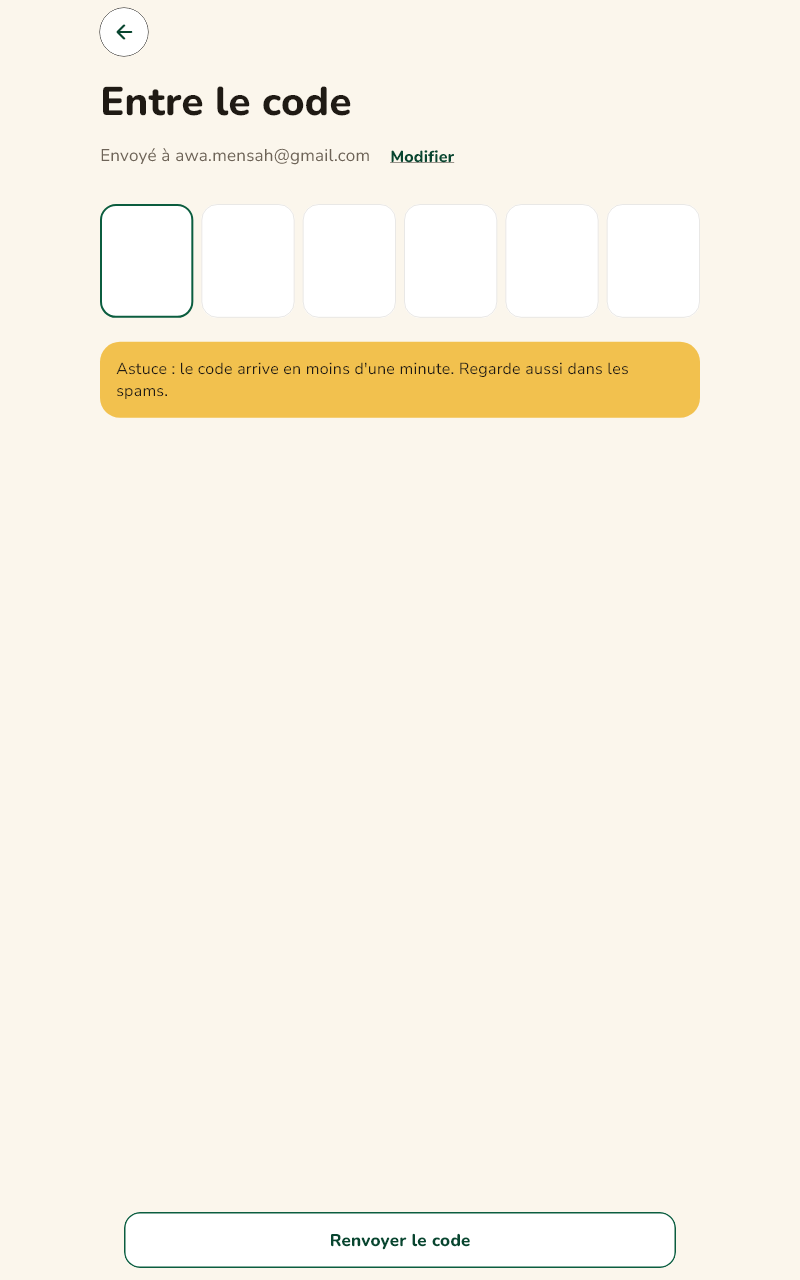 Entre le code
Envoyé à awa.mensah@gmail.com Modifier
Astuce : le code arrive en moins d'une minute. Regarde aussi dans les
spams.
Renvoyer le code